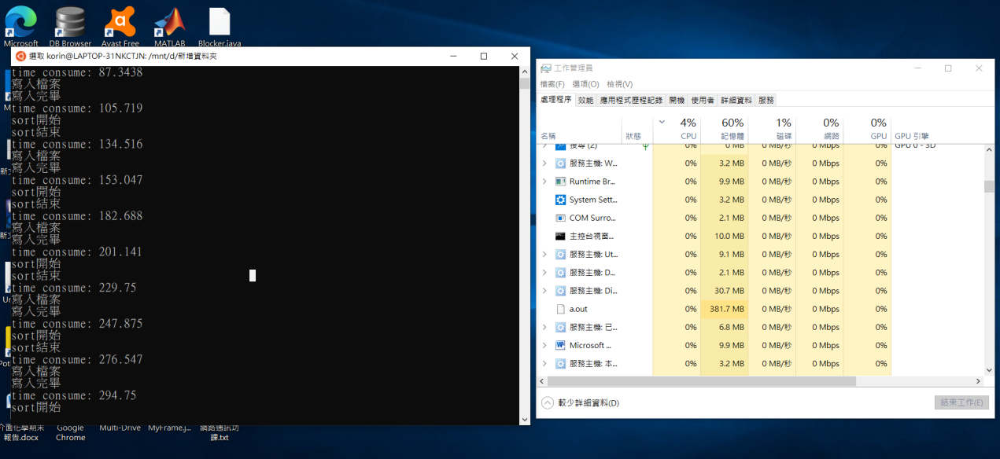 Microsoft
DB Browser
Avast Free
MATLAB
Blocker.java
選取 korin@LAPTOP-31NKCTJN: /mnt/d/新增資料夾
time consume: 87.3438
寫入檔案
寫入完畢
time consume: 105.719
sort開始
sort結束
time consume: 134.516
寫入檔案
寫入完畢
time consume: 153.047
sort開始
sort結束
time consume: 182.688
寫入檔案
寫入完畢
time consume: 201.141
sort開始
sort結束
time consume: 229.75
寫入檔案
寫入完畢
time consume: 247.875
sort開始
sort結束
time consume: 276.547
寫入檔案
寫入完畢
time consume: 294.75
sort開始
介面化學期末
報告.docx
Google
Chrome
Multi-Drive
MyFrame.j...
網路通訊功
課.txt
工作管理員
檔案(F) 選項(O) 檢視(V)
處理程序 效能 應用程式歷程記錄 開機 使用者 詳細資料 服務
4% 60% 1% 0% 0%
名稱 狀態 CPU 記憶體 磁碟 網路 GPU GPU 引擎
搜尋 (2) 0% 0 MB 0 MB/秒 0 Mbps 0% GPU 0 - 3D
服務主機: W... 0% 3.2 MB 0 MB/秒 0 Mbps 0%
Runtime Br... 0% 9.9 MB 0 MB/秒 0 Mbps 0%
System Sett... 0% 3.2 MB 0 MB/秒 0 Mbps 0%
COM Surro... 0% 2.1 MB 0 MB/秒 0 Mbps 0%
主控台視窗... 0% 10.0 MB 0 MB/秒 0 Mbps 0%
服務主機: Ut... 0% 9.1 MB 0 MB/秒 0 Mbps 0%
服務主機: D... 0% 2.1 MB 0 MB/秒 0 Mbps 0%
服務主機: Di... 0% 30.7 MB 0 MB/秒 0 Mbps 0%
a.out 0% 381.7 MB 0 MB/秒 0 Mbps 0%
服務主機: 已... 0% 6.8 MB 0 MB/秒 0 Mbps 0%
Microsoft ... 0% 9.9 MB 0 MB/秒 0 Mbps 0%
服務主機: 本... 0% 3.2 MB 0 MB/秒 0 Mbps 0%
較少詳細資料(D)
結束工作(E)